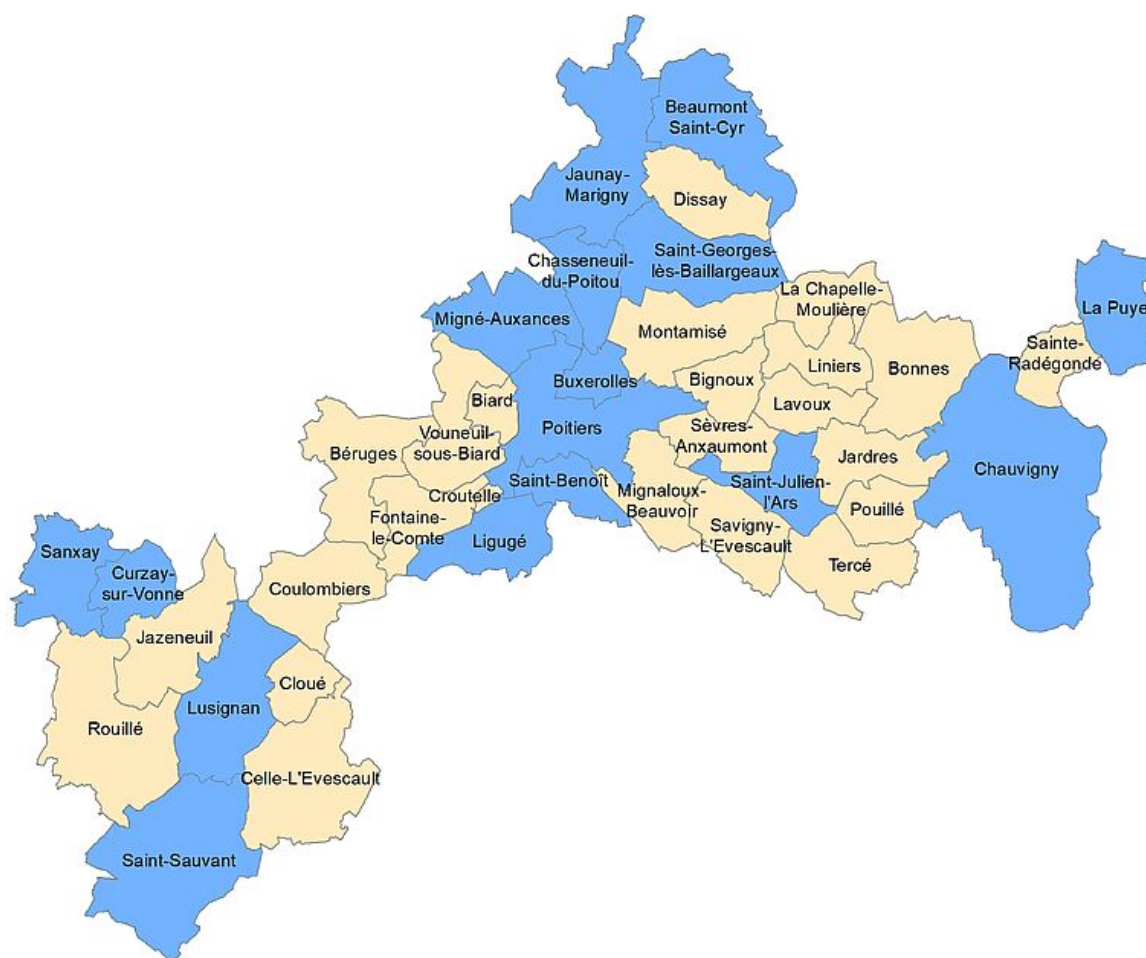 Beaumont
Saint-Cyr
Jaunay-
Marigny
Dissay
Saint-Georges-
lès-Baillargeaux
Chasseneuil-
du-Poitou
La Chapelle-
Moulière
La Puye
Migné-Auxances
Montamisé
Sainte-
Radégonde
Liniers
Bonnes
Buxerolles
Bignoux
Biard
Lavoux
Poitiers
Sèvres-
Anxaumont
Vouneuil-
sous-Biard
Béruges
Jardres
Chauvigny
Saint-Benoît
Saint-Julien-
l'Ars
Croutelle
Mignaloux-
Beauvoir
Pouillé
Fontaine-
le-Comte
Savigny-
L'Evescault
Ligugé
Sanxay
Tercé
Curzay-
sur-Vonne
Coulombiers
Jazeneuil
Cloué
Lusignan
Rouillé
Celle-L'Evescault
Saint-Sauvant